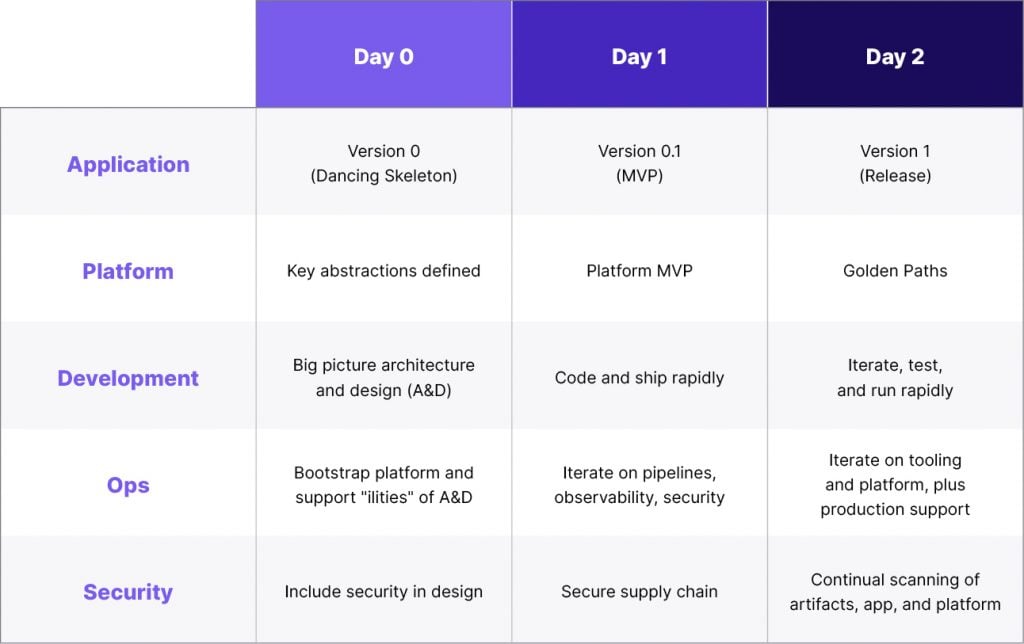 Day 0
Day 1
Day 2
Application
Version 0
(Dancing Skeleton)
Version 0.1
(MVP)
Version 1
(Release)
Platform
Key abstractions defined
Platform MVP
Golden Paths
Development
Big picture architecture
and design (A&D)
Code and ship rapidly
Iterate, test,
and run rapidly
Ops
Bootstrap platform and
support "ilities" of A&D
Iterate on pipelines,
observability, security
Iterate on tooling
and platform, plus
production support
Security
Include security in design
Secure supply chain
Continual scanning of
artifacts, app, and platform